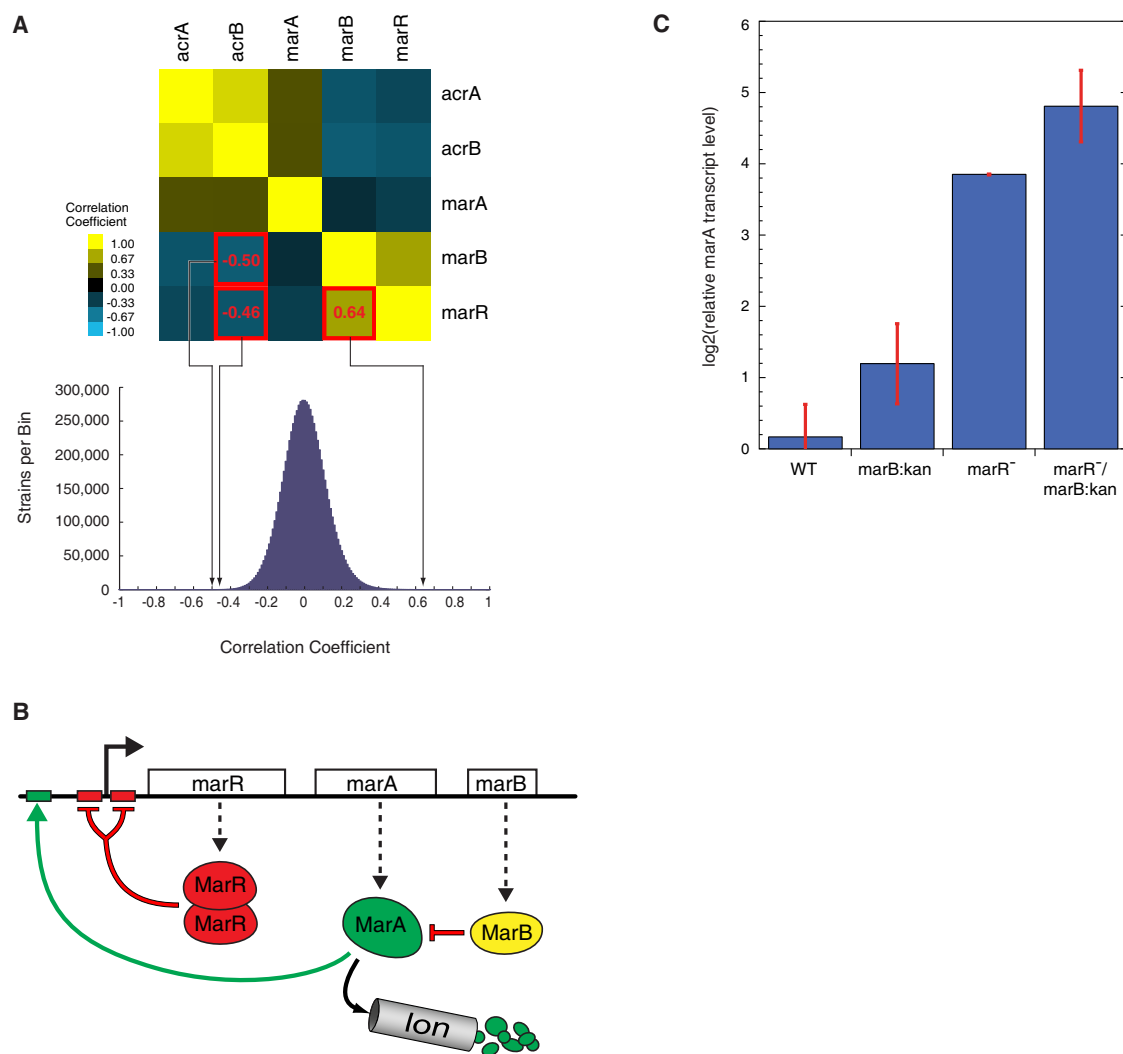 A
acrA
acrB
marA
marB
marR
acrA
acrB
marA
marB
marR
-0.50
-0.46
0.64
Correlation
Coefficient
1.00
0.67
0.33
0.00
-0.33
-0.67
-1.00
300,000
250,000
200,000
150,000
100,000
50,000
0
Strains per Bin
-1 -0.8 -0.6 -0.4 -0.2 0 0.2 0.4 0.6 0.8 1
Correlation Coefficient
B
marR marA marB
MarR
MarR
MarA
MarB
lon
C
6
5
4
3
2
1
0
log2(relative marA transcript level)
WT marB:kan marR⁻ marR⁻/
marB:kan